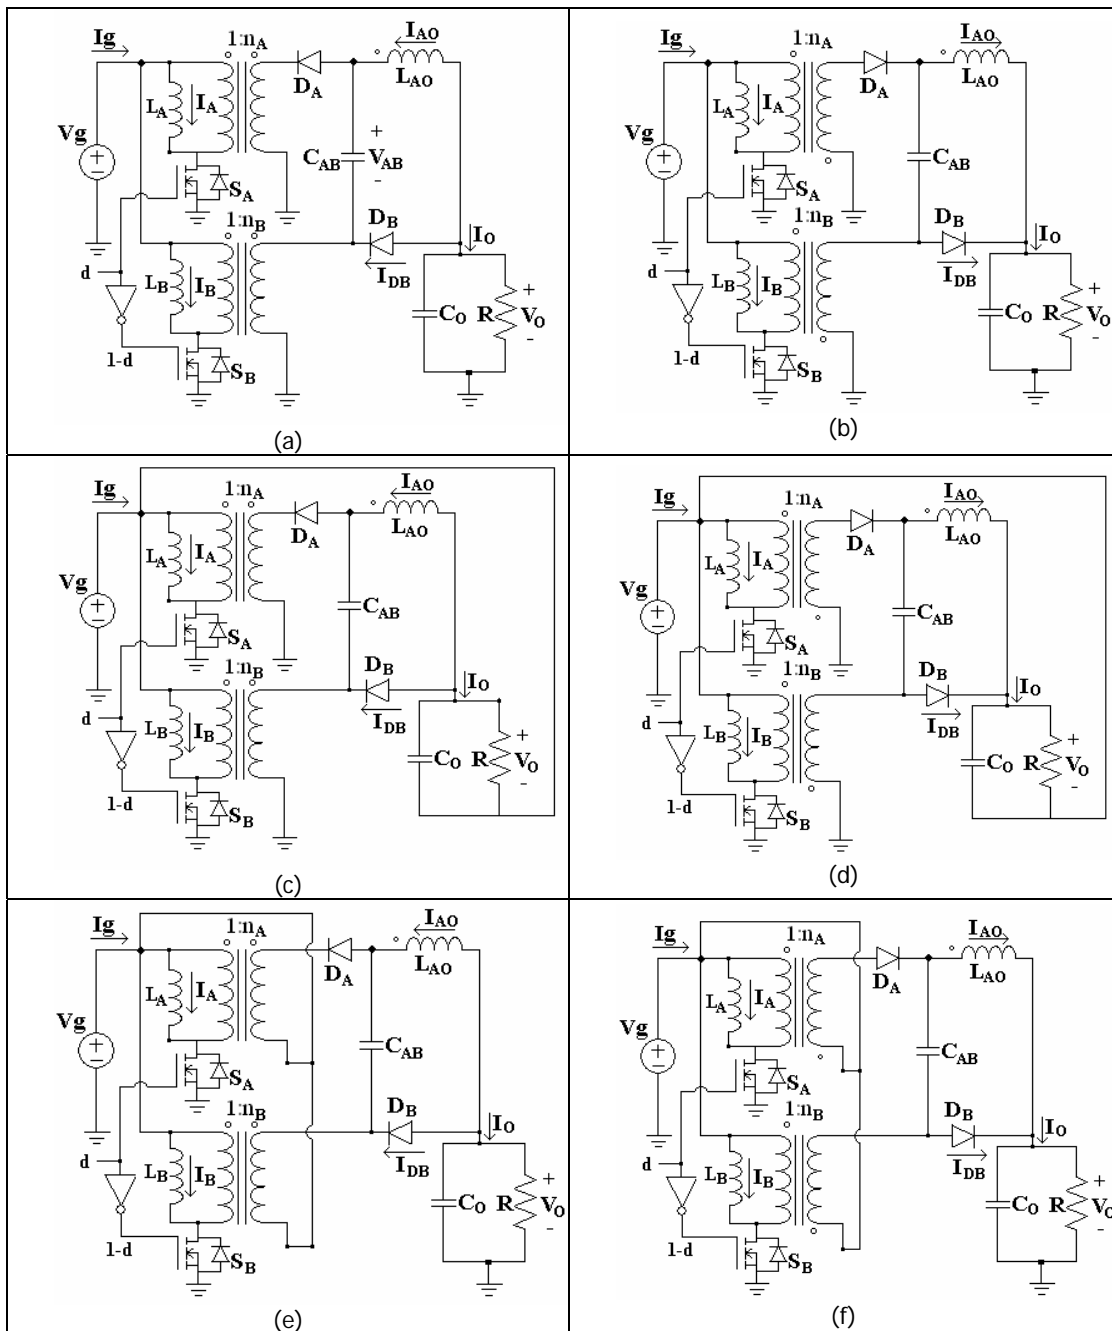 Ig
1:nA
IAO
LAO
DA
LA
IA
Vg
+
-
CAB
+
VAB
-
SA
1:nB
DB
IO
IDB
d
LB
IB
CO
R
+
VO
-
1-d
SB
(a)
Ig
1:nA
IAO
LAO
DA
LA
IA
Vg
+
-
CAB
SA
1:nB
DB
IO
IDB
d
LB
IB
CO
R
+
VO
-
1-d
SB
(b)
Ig
1:nA
IAO
LAO
DA
LA
IA
Vg
+
-
CAB
SA
1:nB
DB
IO
IDB
d
LB
IB
CO
R
+
VO
-
1-d
SB
(c)
Ig
1:nA
IAO
LAO
DA
LA
IA
Vg
+
-
CAB
SA
1:nB
DB
IO
IDB
d
LB
IB
CO
R
+
VO
-
1-d
SB
(d)
Ig
1:nA
IAO
LAO
DA
LA
IA
Vg
+
-
CAB
SA
1:nB
DB
IO
IDB
d
LB
IB
CO
R
+
VO
-
1-d
SB
(e)
Ig
1:nA
IAO
LAO
DA
LA
IA
Vg
+
-
CAB
SA
1:nB
DB
IO
IDB
d
LB
IB
CO
R
+
VO
-
1-d
SB
(f)